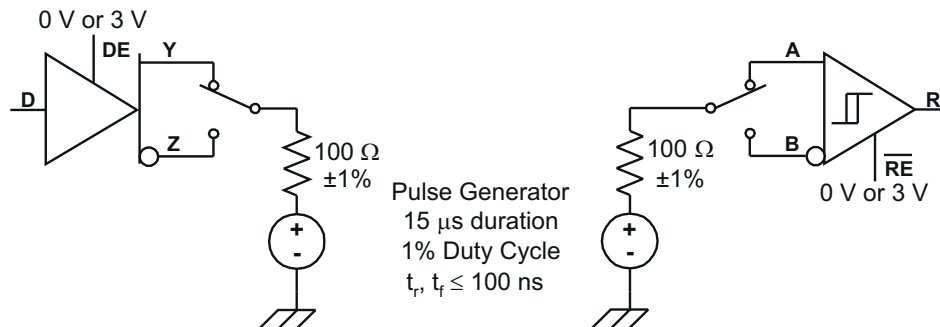 0 V or 3 V
DE
Y
D
Z
100 Ω
±1%
Pulse Generator
15 μs duration
1% Duty Cycle
tr, tf ≤ 100 ns
+
-
A
R
B
RE
0 V or 3 V
100 Ω
±1%
+
-